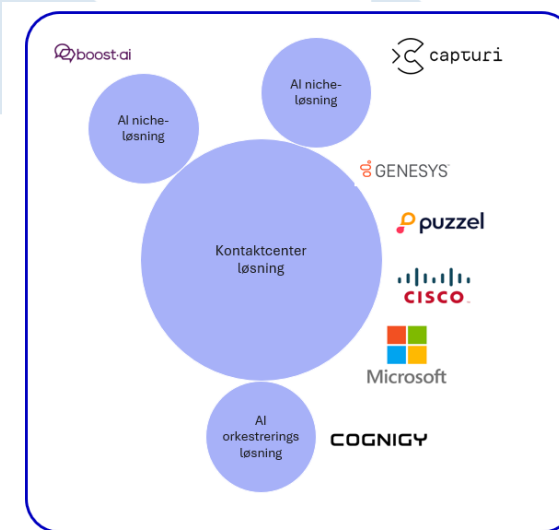 boost·ai
capturi
AI niche-
løsning
AI niche-
løsning
GENESYS
puzzel
Kontaktcenter
løsning
CISCO
Microsoft
AI
orkestrerings
løsning
COGNIGY